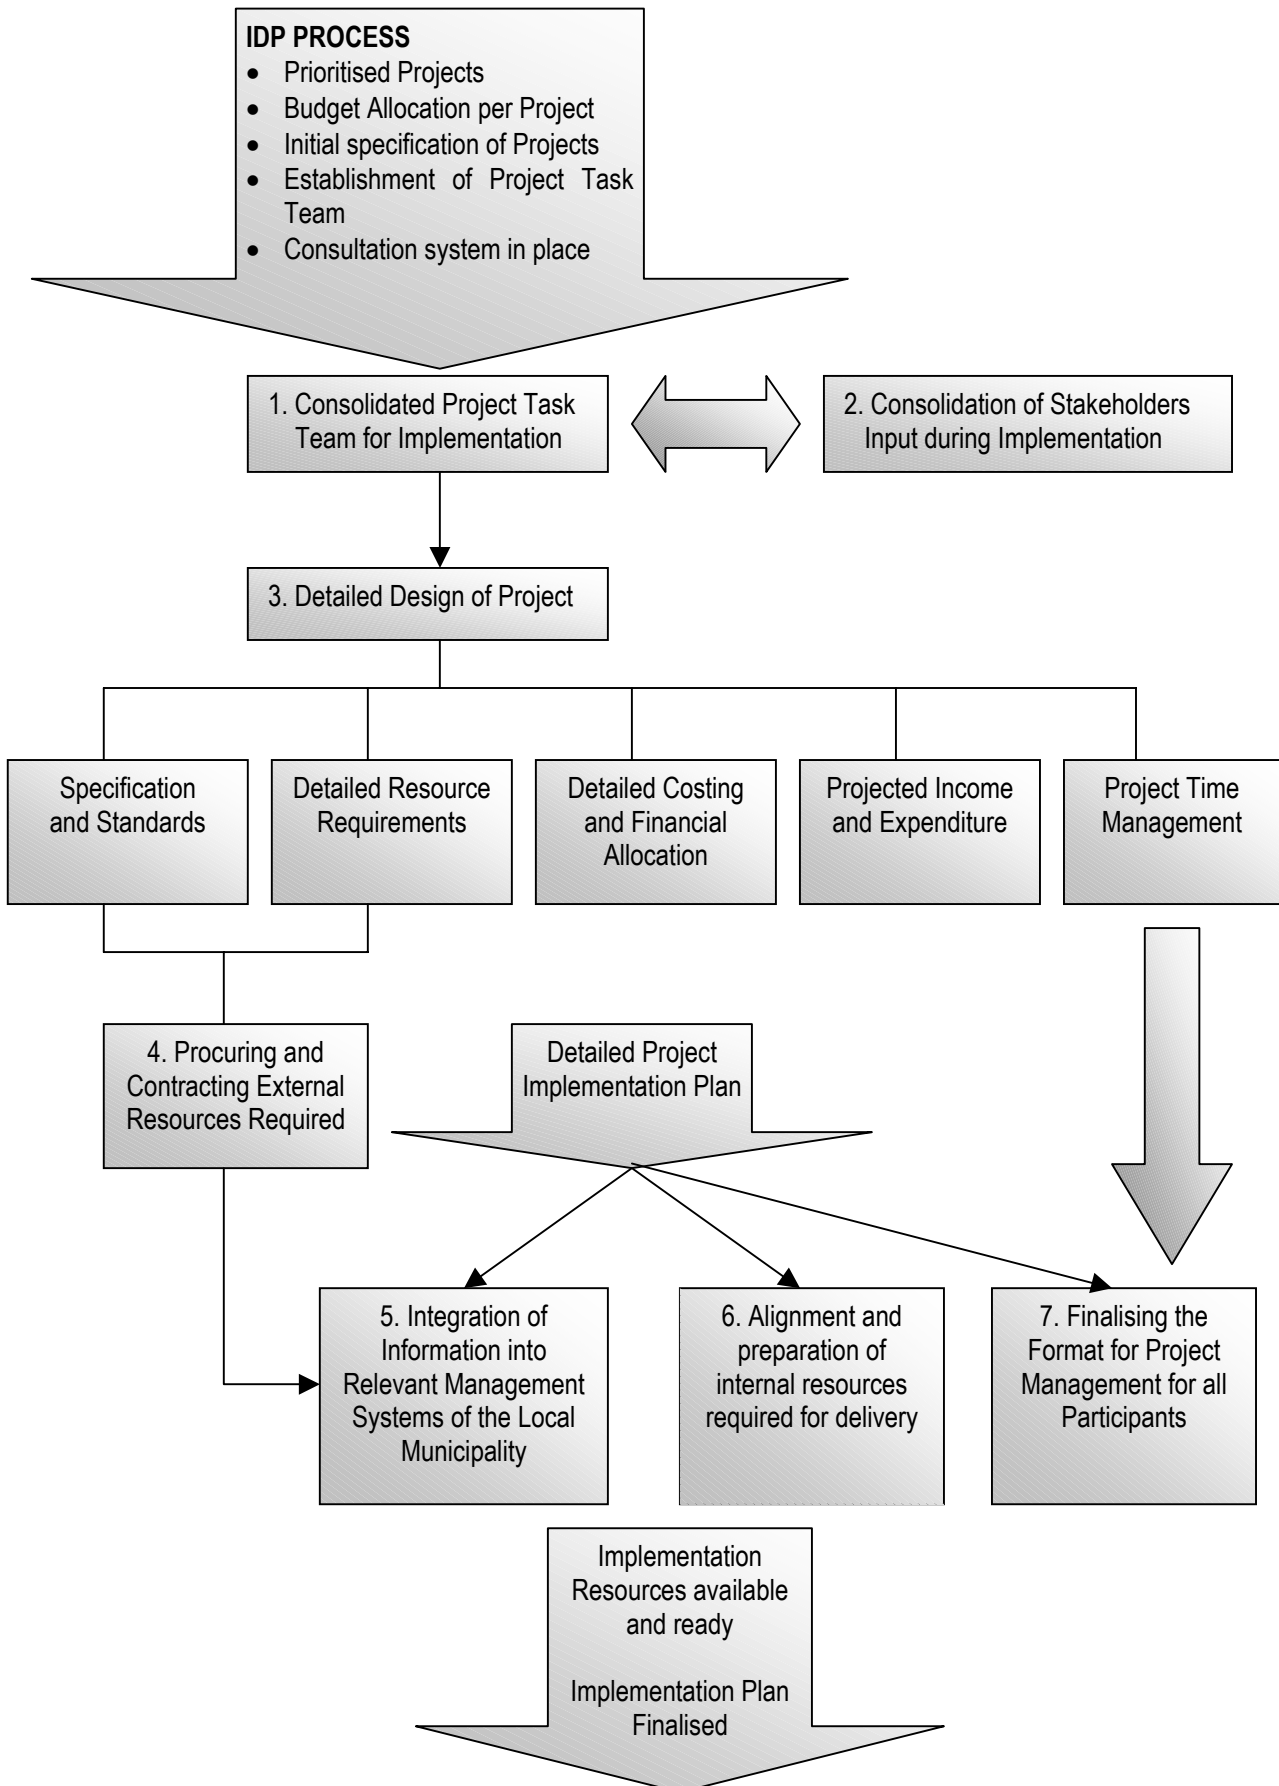 IDP PROCESS
• Prioritised Projects
• Budget Allocation per Project
• Initial specification of Projects
• Establishment of Project Task
Team
• Consultation system in place
1. Consolidated Project Task
Team for Implementation
2. Consolidation of Stakeholders
Input during Implementation
3. Detailed Design of Project
Specification
and Standards
Detailed Resource
Requirements
Detailed Costing
and Financial
Allocation
Projected Income
and Expenditure
Project Time
Management
4. Procuring and
Contracting External
Resources Required
Detailed Project
Implementation Plan
5. Integration of
Information into
Relevant Management
Systems of the Local
Municipality
6. Alignment and
preparation of
internal resources
required for delivery
7. Finalising the
Format for Project
Management for all
Participants
Implementation
Resources available
and ready
Implementation Plan
Finalised